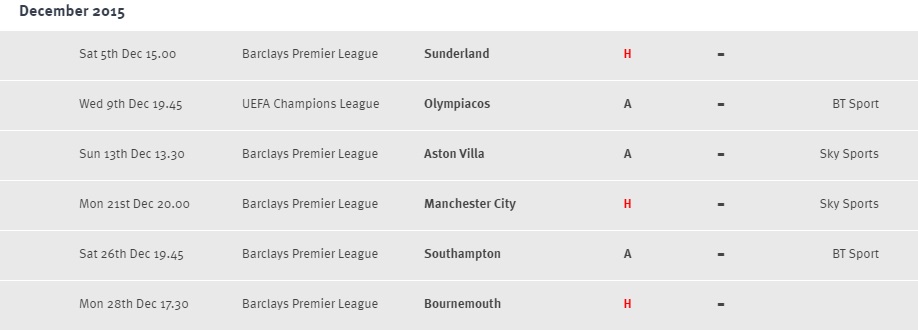 December 2015
Sat 5th Dec 15.00 Barclays Premier League Sunderland H -
Wed 9th Dec 19.45 UEFA Champions League Olympiacos A - BT Sport
Sun 13th Dec 13.30 Barclays Premier League Aston Villa A - Sky Sports
Mon 21st Dec 20.00 Barclays Premier League Manchester City H - Sky Sports
Sat 26th Dec 19.45 Barclays Premier League Southampton A - BT Sport
Mon 28th Dec 17.30 Barclays Premier League Bournemouth H -